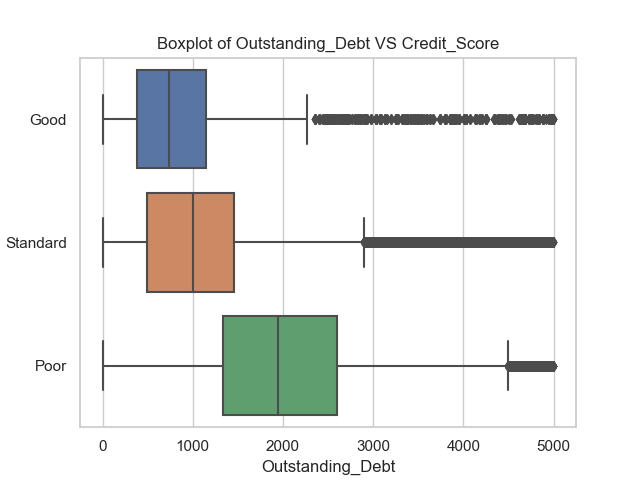 Boxplot of Outstanding_Debt VS Credit_Score
Good
Standard
Poor
0 1000 2000 3000 4000 5000
Outstanding_Debt